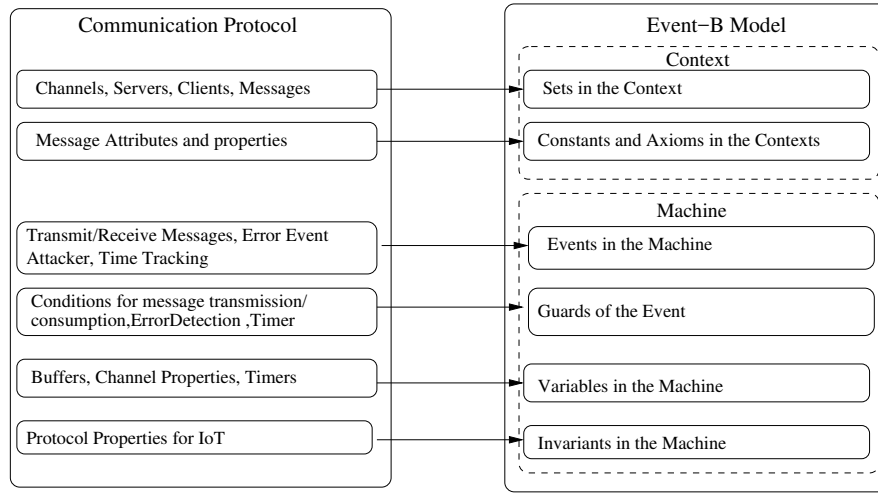 Communication Protocol
Channels, Servers, Clients, Messages
Message Attributes and properties
Transmit/Receive Messages, Error Event
Attacker, Time Tracking
Conditions for message transmission/
consumption,ErrorDetection ,Timer
Buffers, Channel Properties, Timers
Protocol Properties for IoT
Event−B Model
Context
Sets in the Context
Constants and Axioms in the Contexts
Machine
Events in the Machine
Guards of the Event
Variables in the Machine
Invariants in the Machine